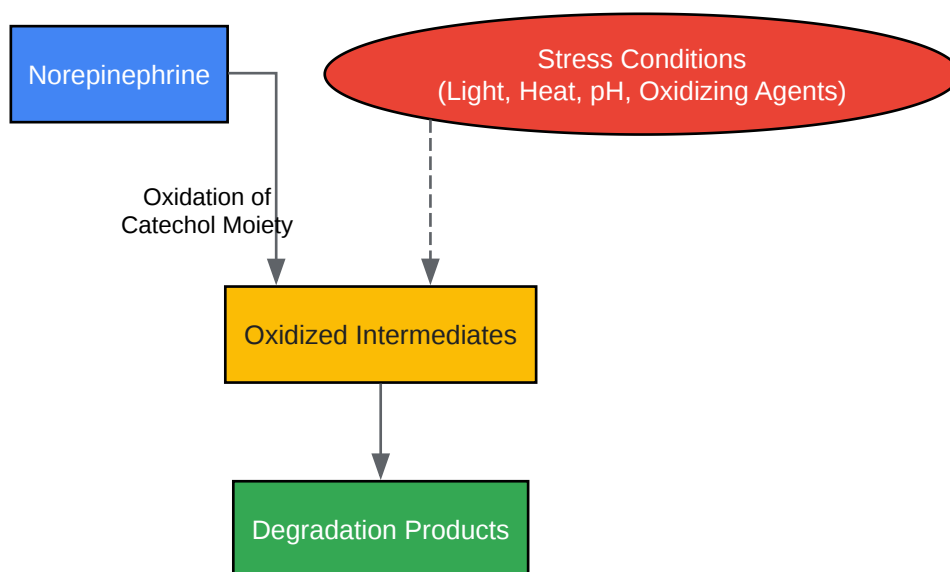 Norepinephrine
Stress Conditions
(Light, Heat, pH, Oxidizing Agents)
Oxidation of
Catechol Moiety
Oxidized Intermediates
Degradation Products